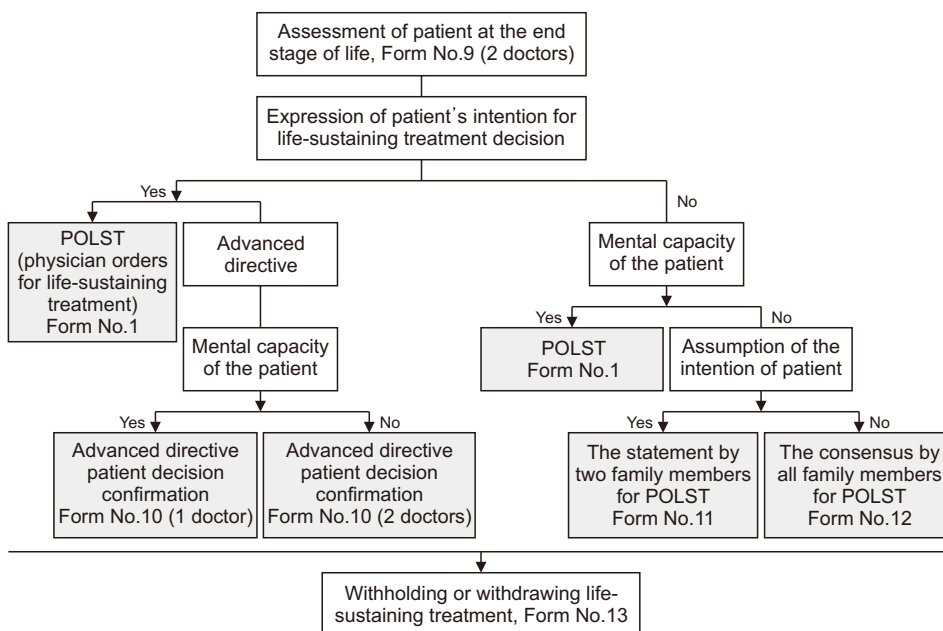 Assessment of patient at the end
stage of life, Form No.9 (2 doctors)
Expression of patient's intention for
life-sustaining treatment decision
Yes
No
POLST
(physician orders
for life-sustaining
treatment)
Form No.1
Advanced
directive
Mental capacity
of the patient
Yes
No
Mental capacity
of the patient
POLST
Form No.1
Assumption of the
intention of patient
Yes
No
Yes
No
Advanced directive
patient decision
confirmation
Form No.10 (1 doctor)
Advanced directive
patient decision
confirmation
Form No.10 (2 doctors)
The statement by
two family members
for POLST
Form No.11
The consensus by
all family members
for POLST
Form No.12
Withholding or withdrawing life-
sustaining treatment, Form No.13